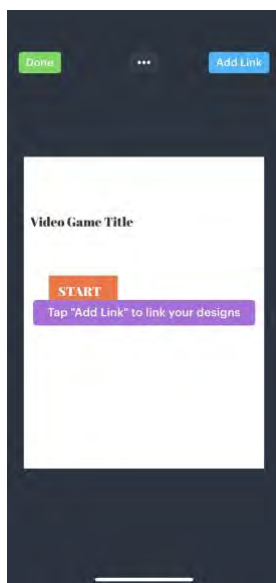 Done
Add Link
Video Game Title
START
Tap "Add Link" to link your designs